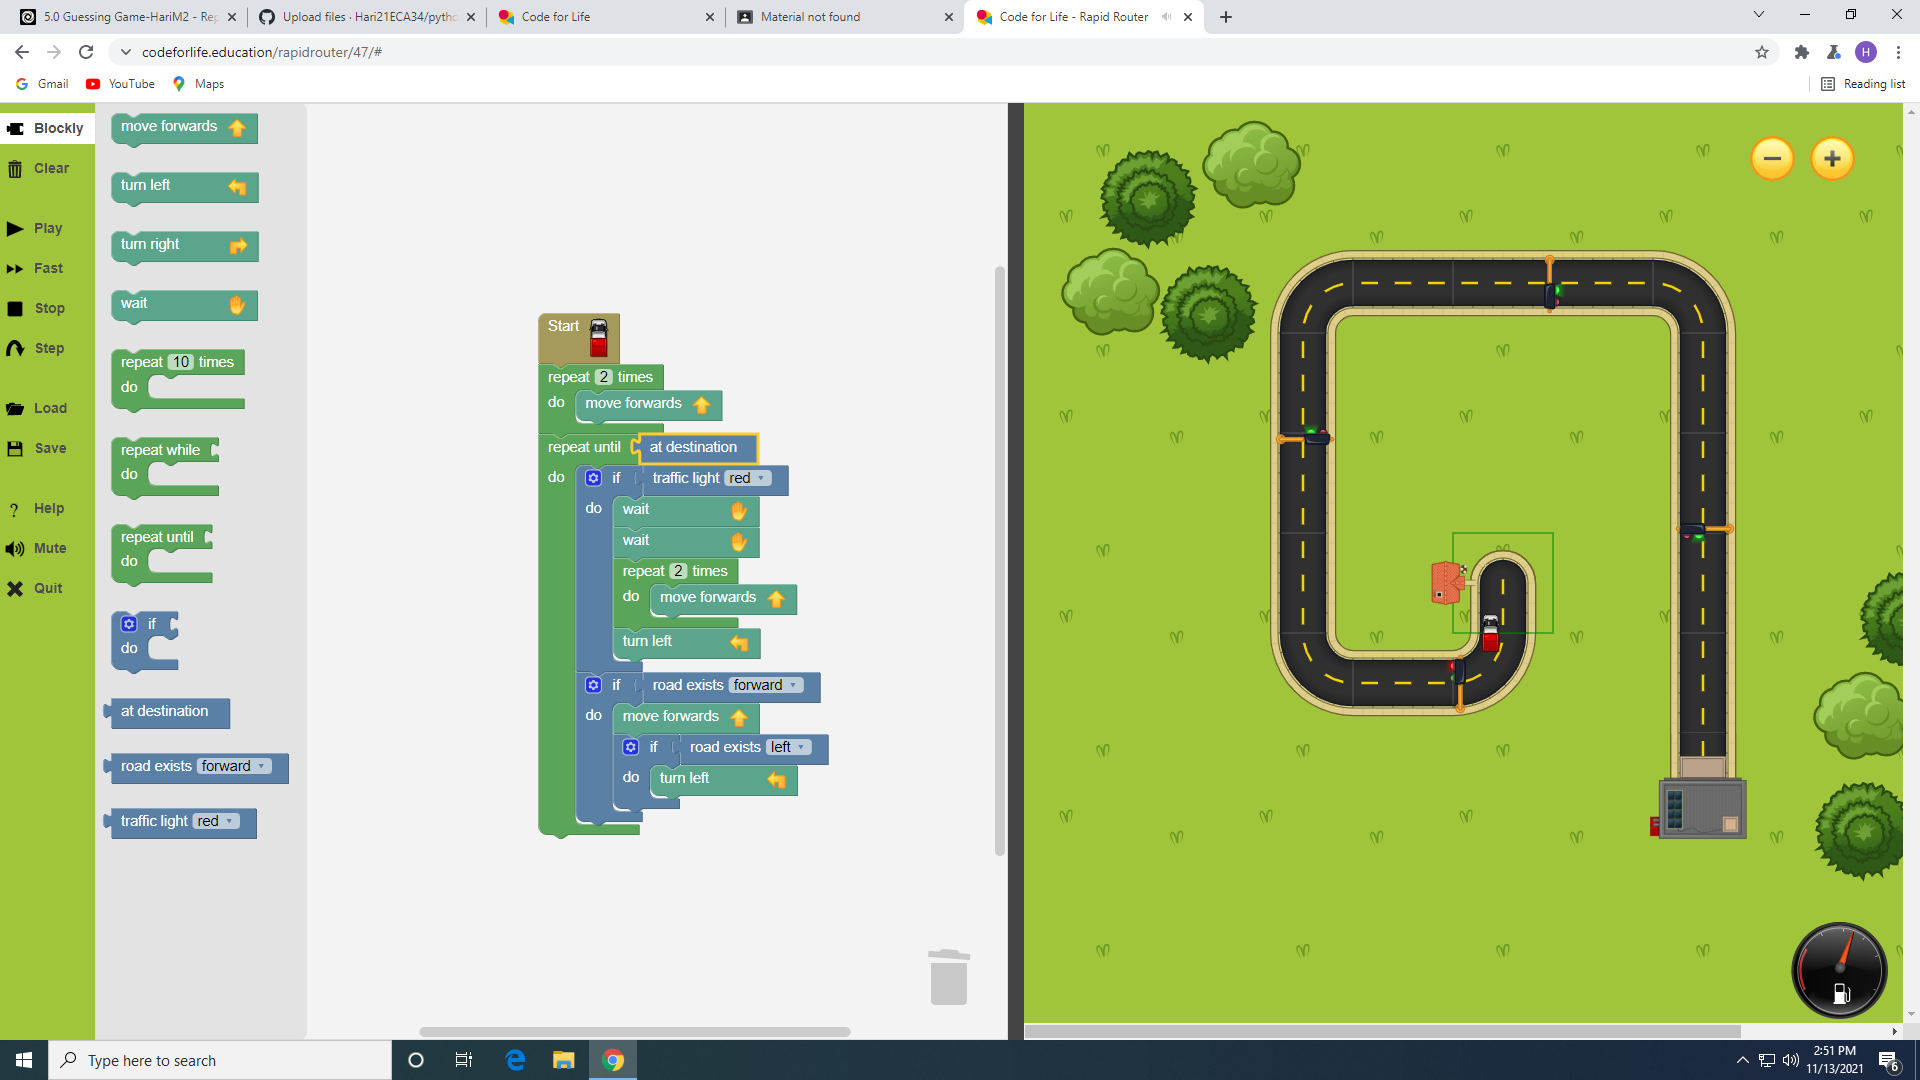 5.0 Guessing Game-HariM2 - Rep
Upload files · Hari21ECA34/pytho
Code for Life
Material not found
Code for Life - Rapid Router
codeforlife.education/rapidrouter/47/#
H
Gmail
YouTube
Maps
Reading list
Blockly
Clear
Play
Fast
Stop
Step
Load
Save
? Help
Mute
Quit
move forwards
turn left
turn right
wait
repeat 10 times
do
repeat while
do
repeat until
do
if
do
at destination
road exists forward
traffic light red
Start
repeat 2 times
do move forwards
repeat until at destination
do if traffic light red
do wait
wait
repeat 2 times
do move forwards
turn left
if road exists forward
do move forwards
if road exists left
do turn left
Type here to search
2:51 PM
11/13/2021
6